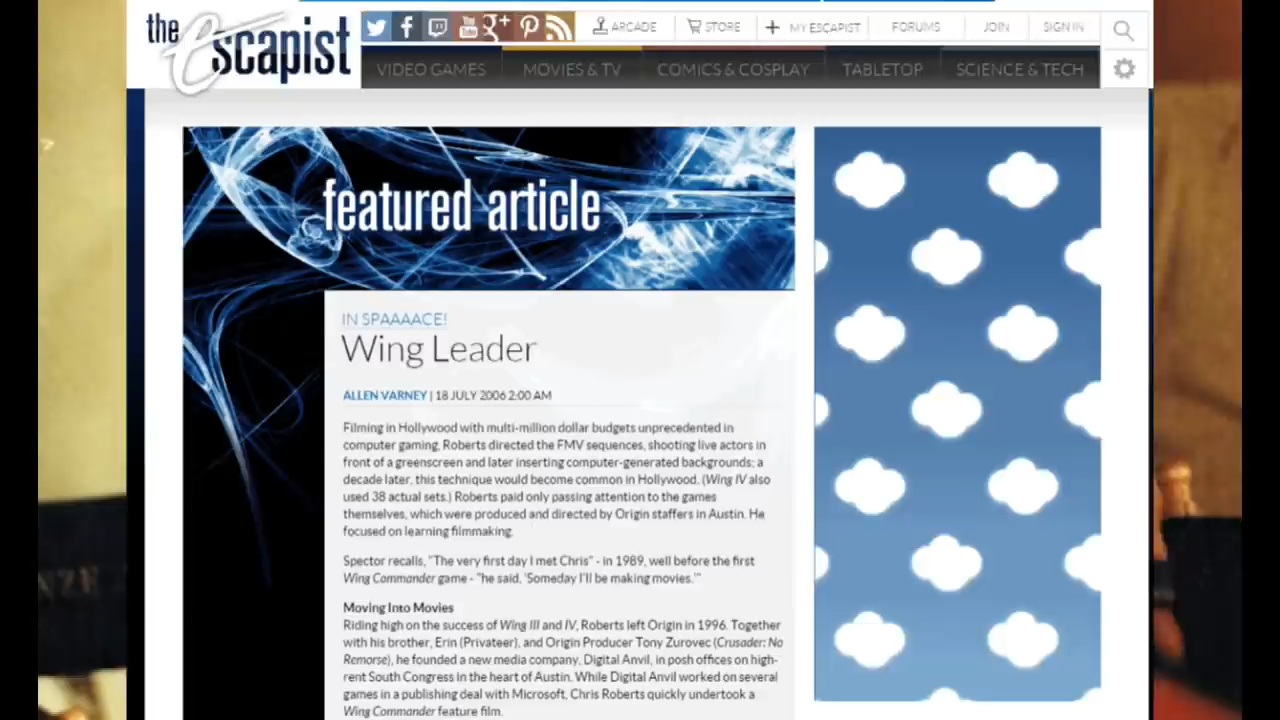 the escapist
ARCADE STORE MY ESCAPIST FORUMS JOIN SIGN IN
VIDEO GAMES MOVIES & TV COMICS & COSPLAY TABLETOP SCIENCE & TECH
featured article
IN SPAAAACE!
Wing Leader
ALLEN VARNEY | 18 JULY 2006 2:00 AM
Filming in Hollywood with multi-million dollar budgets unprecedented in
computer gaming, Roberts directed the FMV sequences, shooting live actors in
front of a greenscreen and later inserting computer-generated backgrounds; a
decade later, this technique would become common in Hollywood. (Wing IV also
used 38 actual sets.) Roberts paid only passing attention to the games
themselves, which were produced and directed by Origin staffers in Austin. He
focused on learning filmmaking.
Spector recalls, "The very first day I met Chris" - in 1989, well before the first
Wing Commander game - "he said, 'Someday I'll be making movies.'"
Moving Into Movies
Riding high on the success of Wing III and IV, Roberts left Origin in 1996. Together
with his brother, Erin (Privateer), and Origin Producer Tony Zurovec (Crusader: No
Remorse), he founded a new media company, Digital Anvil, in posh offices on high-
rent South Congress in the heart of Austin. While Digital Anvil worked on several
games in a publishing deal with Microsoft, Chris Roberts quickly undertook a
Wing Commander feature film.